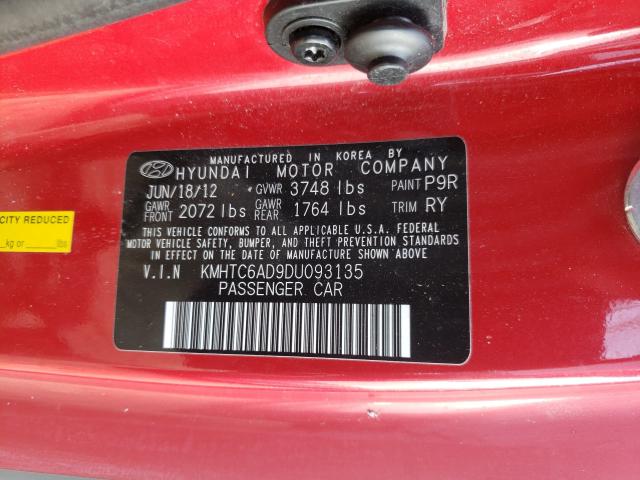 MANUFACTURED IN KOREA BY
HYUNDAI MOTOR COMPANY
JUN/18/12 GVWR 3748 lbs PAINT P9R
GAWR FRONT 2072 lbs GAWR REAR 1764 lbs TRIM RY
THIS VEHICLE CONFORMS TO ALL APPLICABLE U.S.A. FEDERAL
MOTOR VEHICLE SAFETY, BUMPER, AND THEFT PREVENTION STANDARDS
IN EFFECT ON THE DATE OF MANUFACTURE SHOWN ABOVE
V.I.N KMHTC6AD9DU093135
PASSENGER CAR
CITY REDUCED
kg or lbs